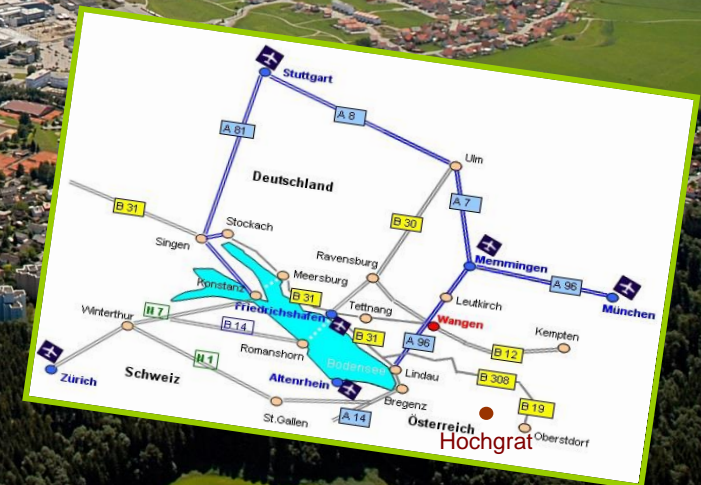 Stuttgart
A 8
A 81
Ulm
Deutschland
A 7
B 31
B 30
Stockach
Singen
Ravensburg
Memmingen
Meersburg
A 96
Konstanz
B 31
Leutkirch
München
Friedrichshafen
Tettnang
Winterthur
N 7
Wangen
B 14
B 31
Kempten
A 96
Romanshorn
B 12
N 1
Bodensee
Lindau
Zürich
Schweiz
Altenrhein
B 308
Bregenz
B 19
St.Gallen
A 14
Österreich
Oberstdorf
Hochgrat